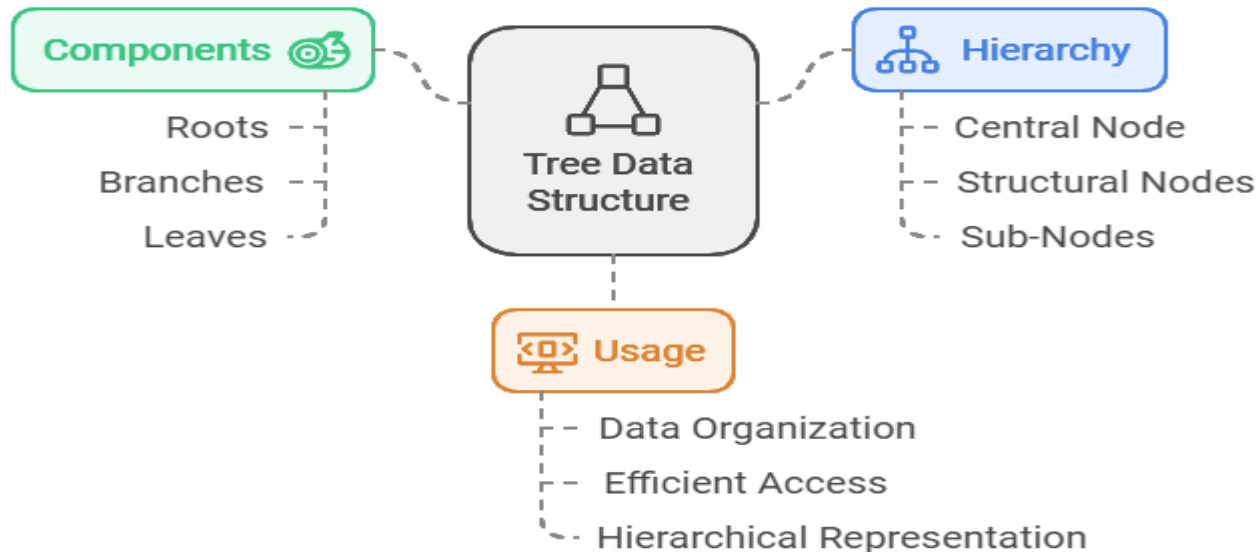 Components
Roots
Branches
Leaves
Tree Data
Structure
Hierarchy
Central Node
Structural Nodes
Sub-Nodes
Usage
Data Organization
Efficient Access
Hierarchical Representation